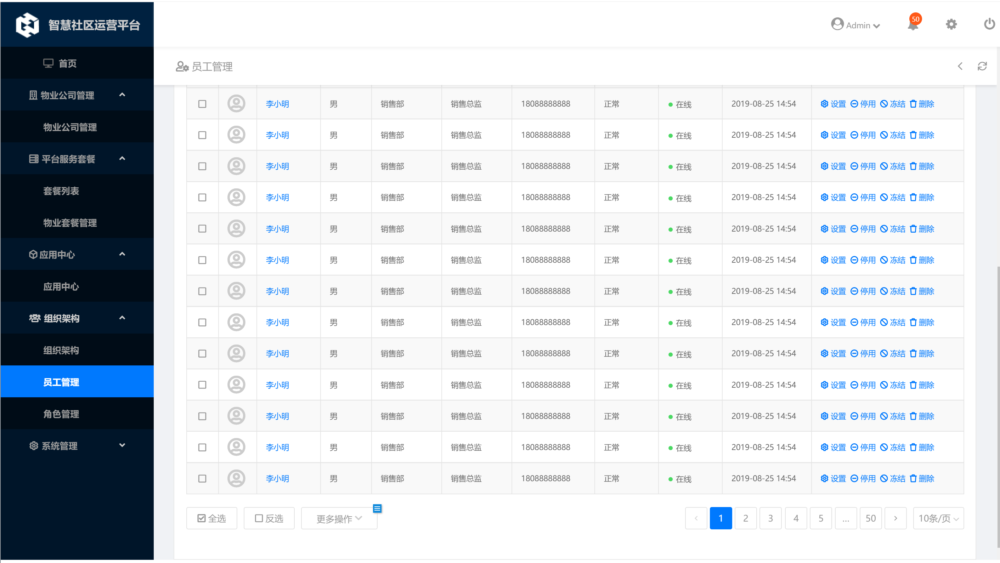 智慧社区运营平台
Admin
50
首页
物业公司管理
物业公司管理
平台服务套餐
套餐列表
物业套餐管理
应用中心
应用中心
组织架构
组织架构
员工管理
角色管理
系统管理
员工管理
李小明 男 销售部 销售总监 18088888888 正常 在线 2019-08-25 14:54 设置 停用 冻结 删除
李小明 男 销售部 销售总监 18088888888 正常 在线 2019-08-25 14:54 设置 停用 冻结 删除
李小明 男 销售部 销售总监 18088888888 正常 在线 2019-08-25 14:54 设置 停用 冻结 删除
李小明 男 销售部 销售总监 18088888888 正常 在线 2019-08-25 14:54 设置 停用 冻结 删除
李小明 男 销售部 销售总监 18088888888 正常 在线 2019-08-25 14:54 设置 停用 冻结 删除
李小明 男 销售部 销售总监 18088888888 正常 在线 2019-08-25 14:54 设置 停用 冻结 删除
李小明 男 销售部 销售总监 18088888888 正常 在线 2019-08-25 14:54 设置 停用 冻结 删除
李小明 男 销售部 销售总监 18088888888 正常 在线 2019-08-25 14:54 设置 停用 冻结 删除
李小明 男 销售部 销售总监 18088888888 正常 在线 2019-08-25 14:54 设置 停用 冻结 删除
李小明 男 销售部 销售总监 18088888888 正常 在线 2019-08-25 14:54 设置 停用 冻结 删除
李小明 男 销售部 销售总监 18088888888 正常 在线 2019-08-25 14:54 设置 停用 冻结 删除
李小明 男 销售部 销售总监 18088888888 正常 在线 2019-08-25 14:54 设置 停用 冻结 删除
李小明 男 销售部 销售总监 18088888888 正常 在线 2019-08-25 14:54 设置 停用 冻结 删除
全选 反选 更多操作 1 2 3 4 5 ... 50 10条/页